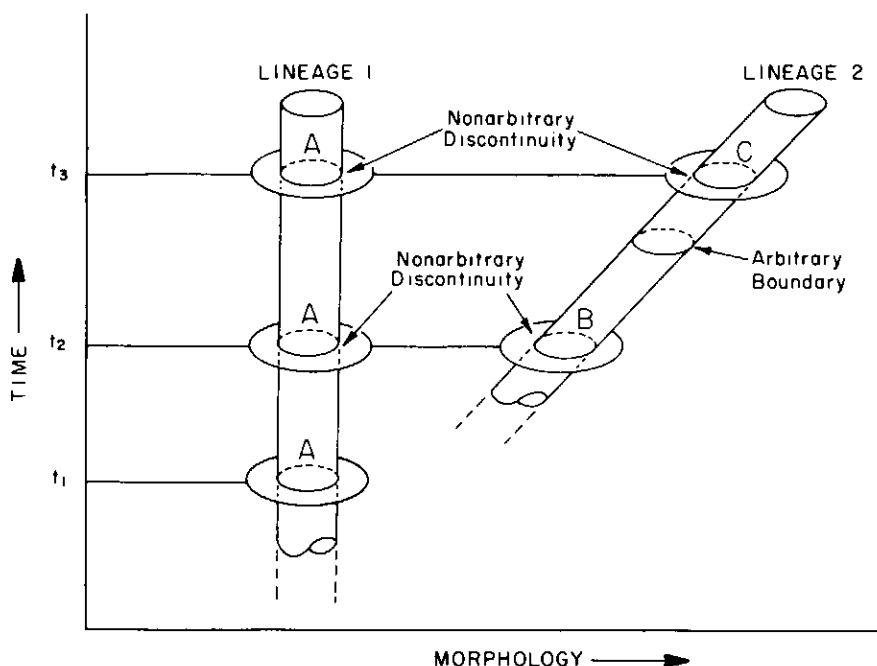 LINEAGE 1
LINEAGE 2
Nonarbitrary
Discontinuity
A
C
t3
Arbitrary
Boundary
Nonarbitrary
Discontinuity
A
B
t2
TIME
A
t1
MORPHOLOGY